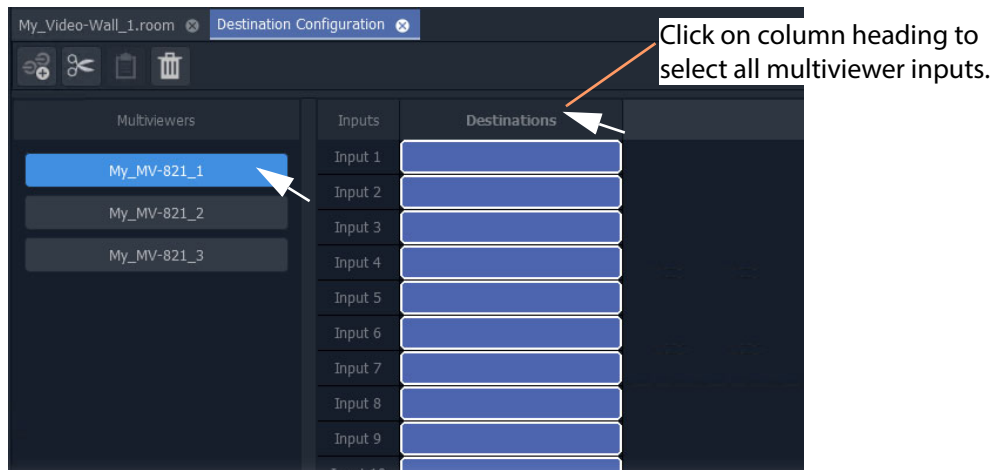 My_Video-Wall_1.room
Destination Configuration
Click on column heading to
select all multiviewer inputs.
Multiviewers
Inputs
Destinations
My_MV-821_1
My_MV-821_2
My_MV-821_3
Input 1
Input 2
Input 3
Input 4
Input 5
Input 6
Input 7
Input 8
Input 9